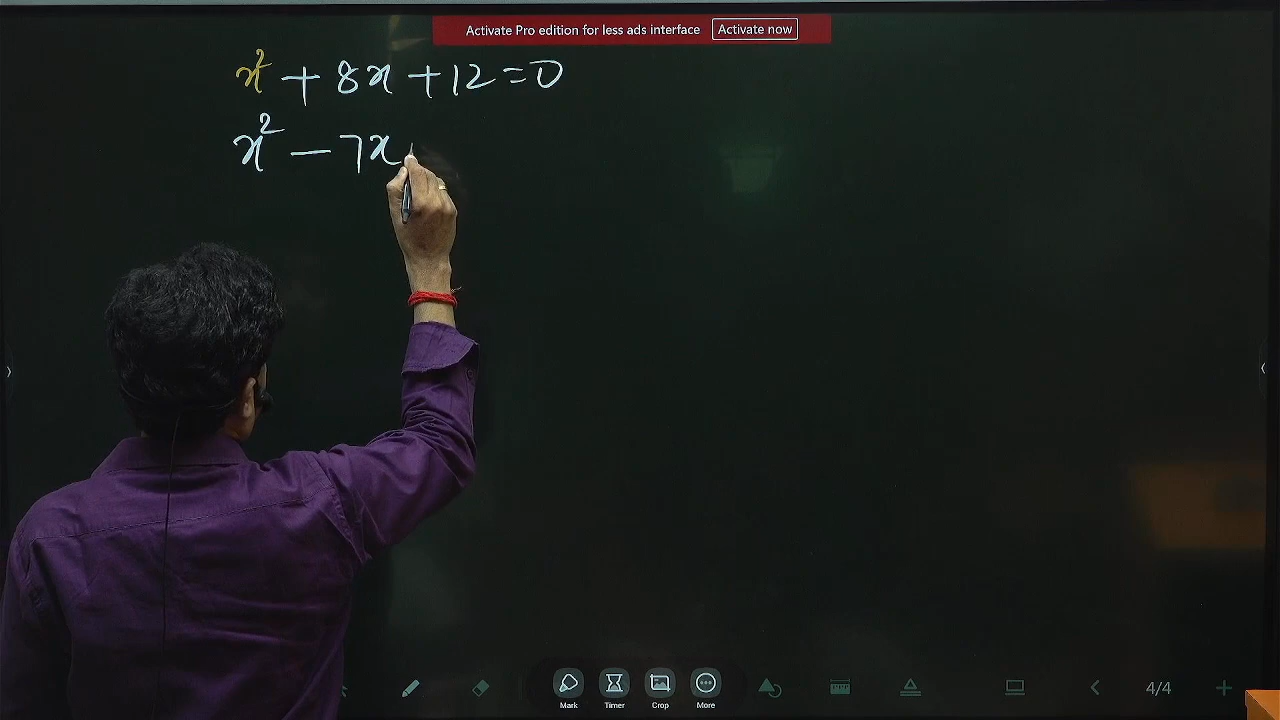 Activate Pro edition for less ads interface Activate now
x² + 8x + 12 = 0
x² - 7x
Mark Timer Crop More
4/4